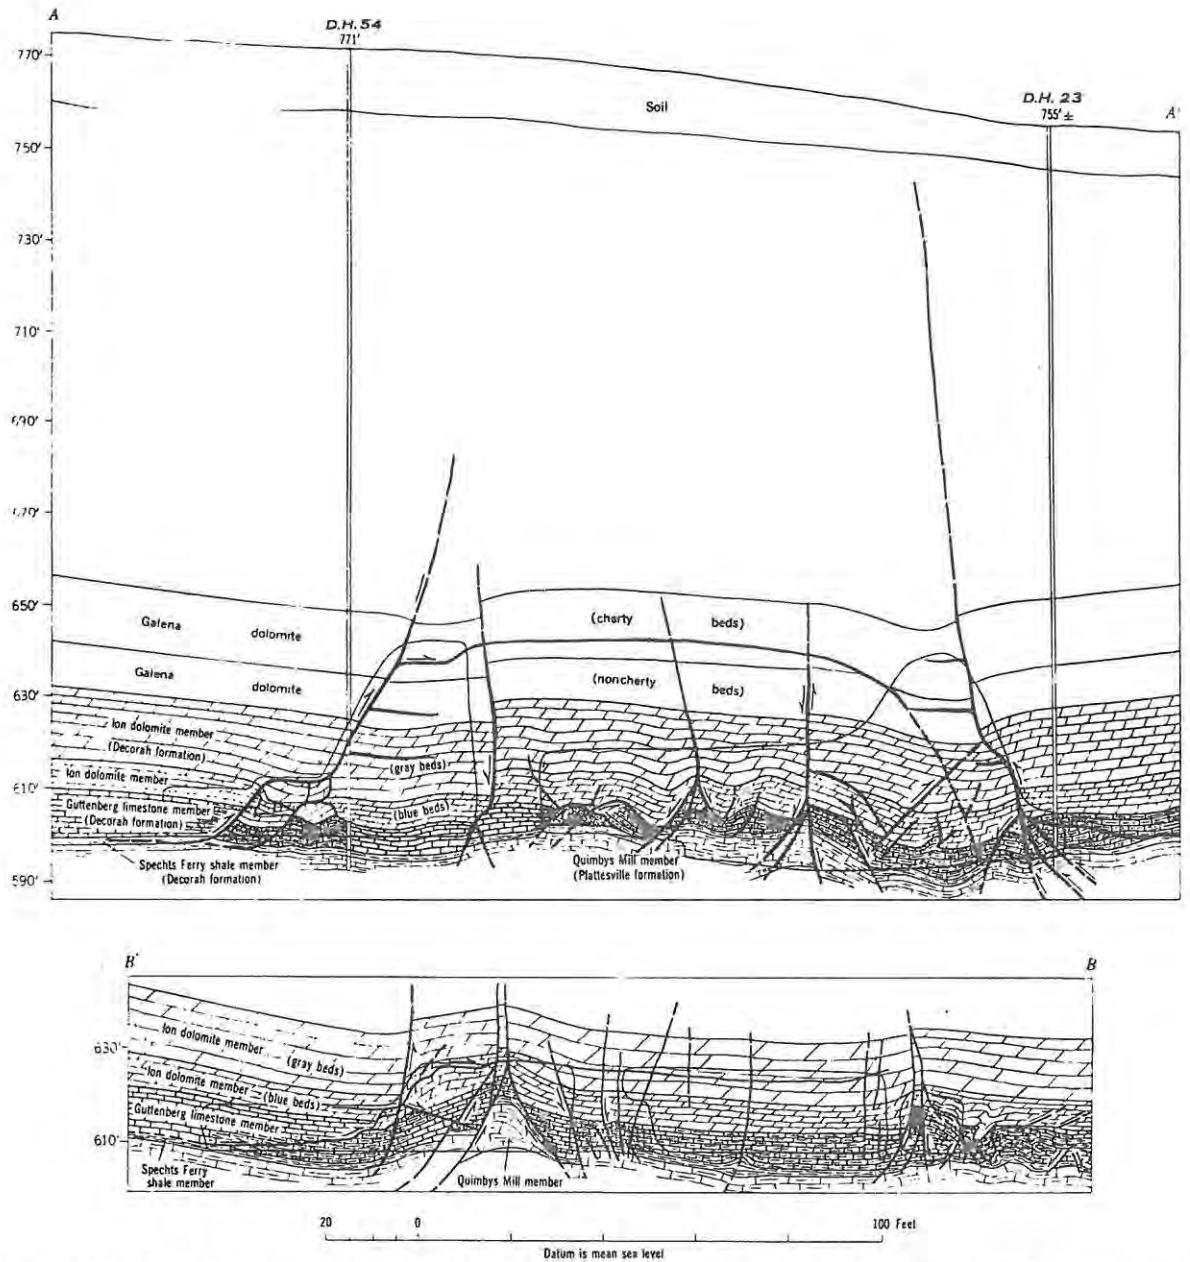 A
D.H. 54
771'
770'
Soil
D.H. 23
755' ±
A'
750'
730'
710'
690'
670'
650'
Galena dolomite
(cherty beds)
Galena dolomite
(noncherty beds)
630'
Ion dolomite member
(Decorah formation)
(gray beds)
Ion dolomite member
610'
(blue beds)
Guttenberg limestone member
(Decorah formation)
Spechts Ferry shale member
(Decorah formation)
Quimbys Mill member
(Plattesville formation)
590'
B'
B
630'
Ion dolomite member (gray beds)
Ion dolomite member (blue beds)
Guttenberg limestone member
610'
Spechts Ferry
shale member
Quimbys Mill member
20 0 100 Feet
Datum is mean sea level